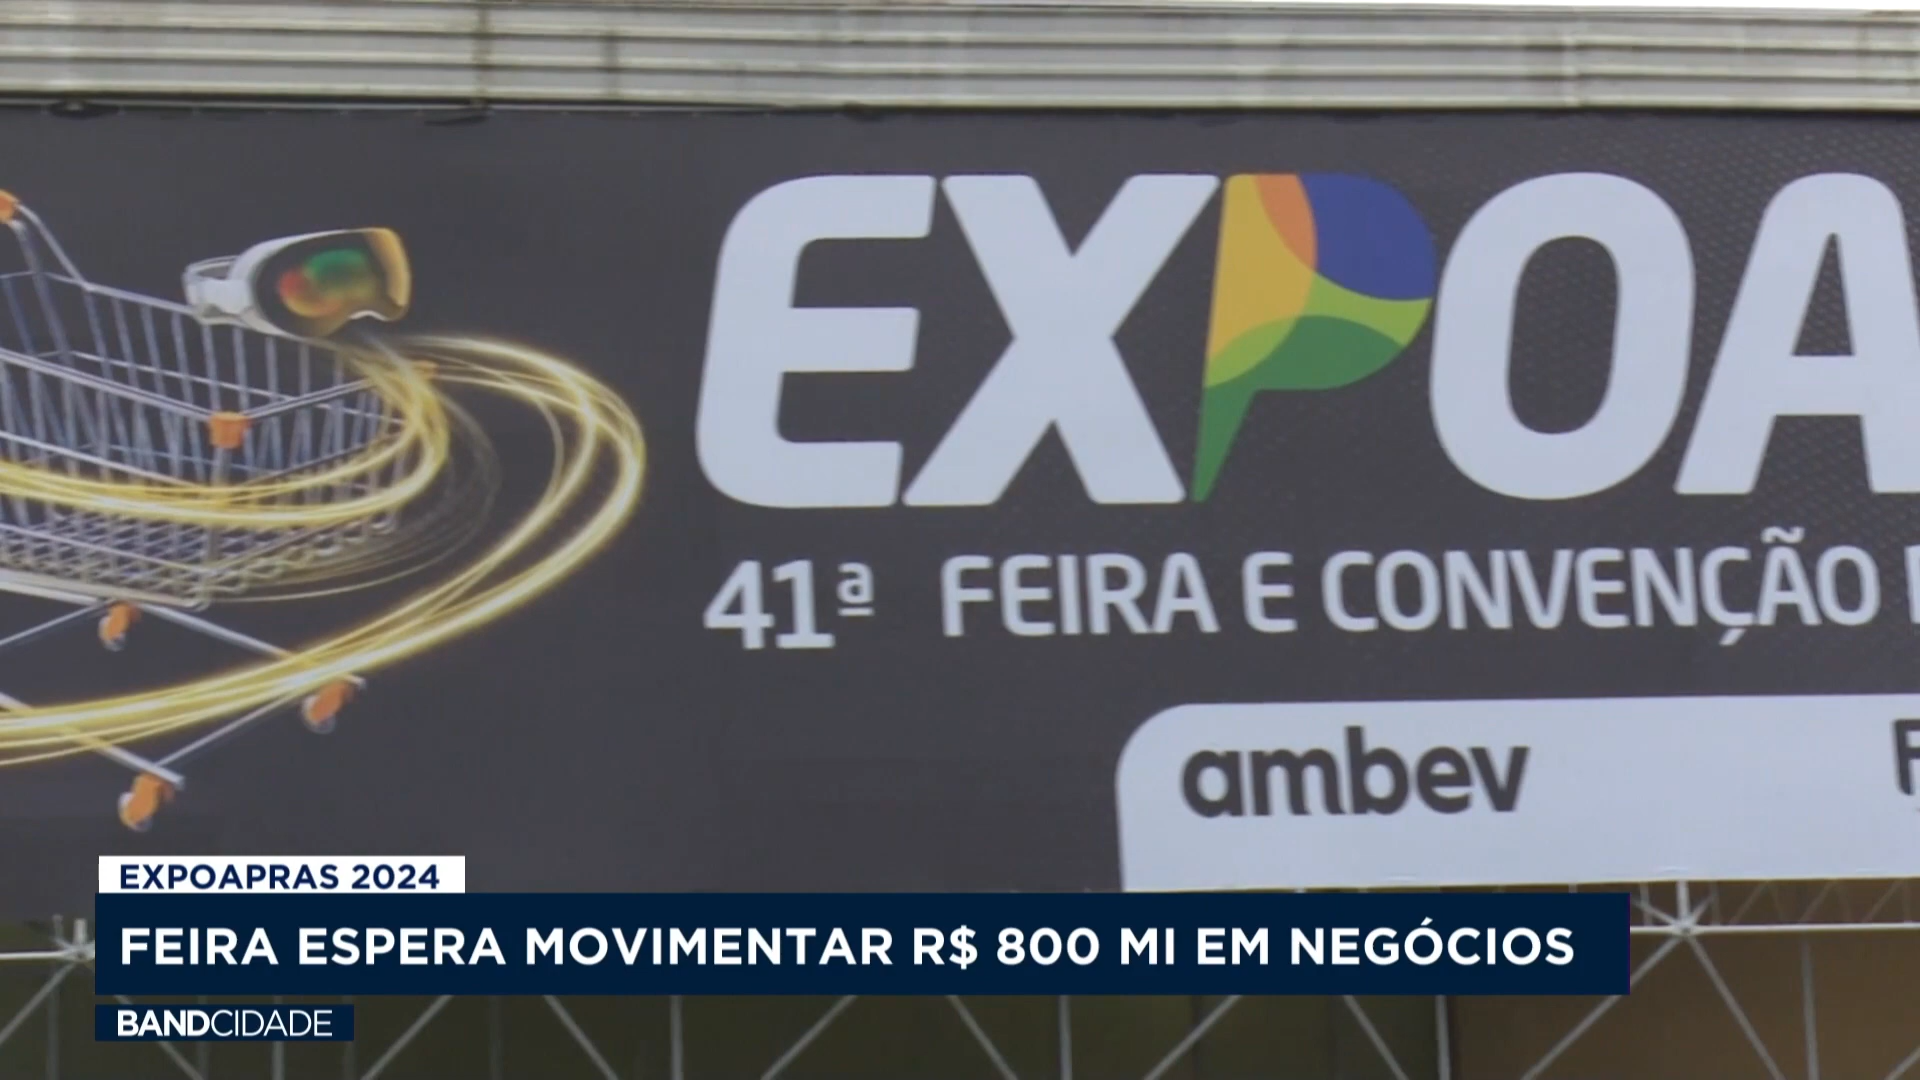 EXPOA
41ª FEIRA E CONVENÇÃO
ambev
EXPOAPRAS 2024
FEIRA ESPERA MOVIMENTAR R$ 800 MI EM NEGÓCIOS
BANDCIDADE